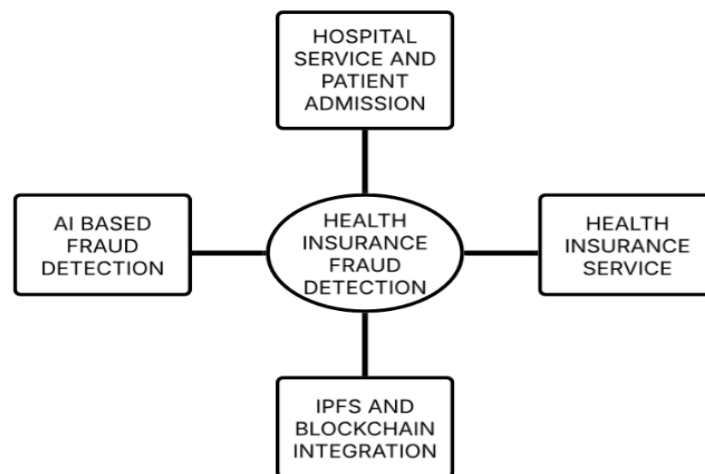 HOSPITAL
SERVICE AND
PATIENT
ADMISSION
AI BASED
FRAUD
DETECTION
HEALTH
INSURANCE
FRAUD
DETECTION
HEALTH
INSURANCE
SERVICE
IPFS AND
BLOCKCHAIN
INTEGRATION